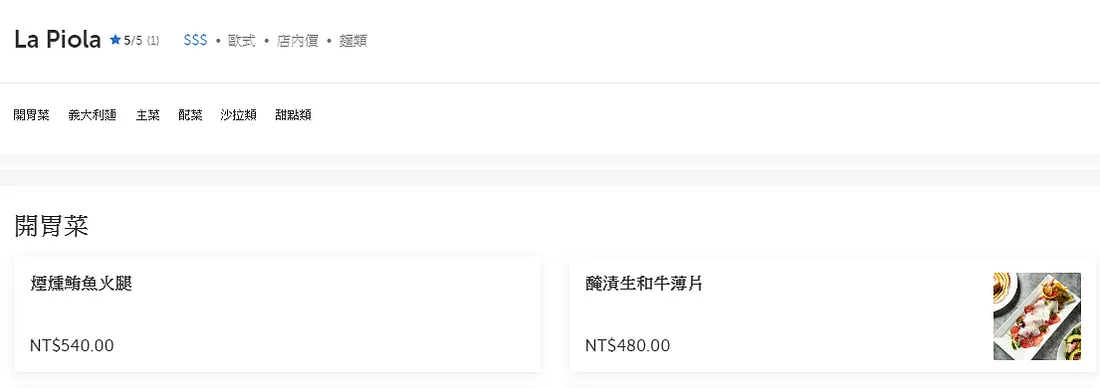 La Piola ★ 5/5 (1) $$$ • 歐式 • 店內價 • 麵類
開胃菜 義大利麵 主菜 配菜 沙拉類 甜點類
開胃菜
煙燻鮪魚火腿
NT$540.00
醃漬生和牛薄片
NT$480.00